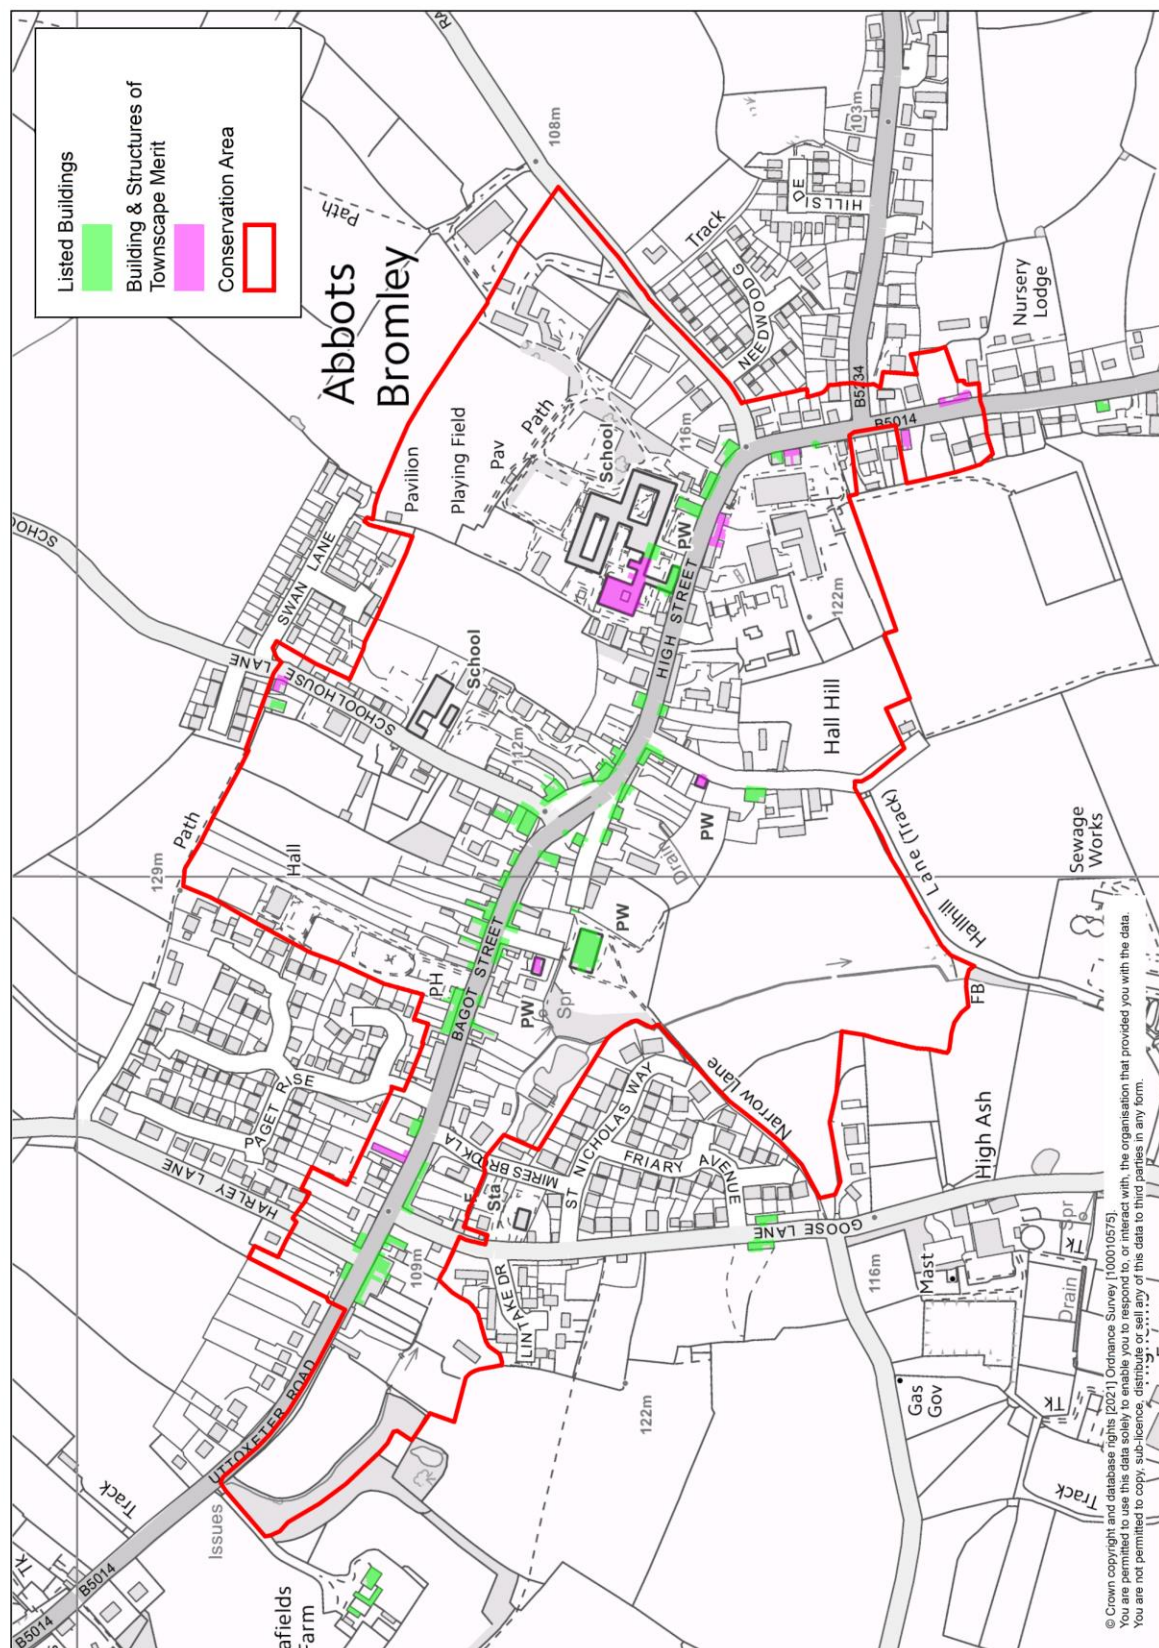 Listed Buildings
Building & Structures of
Townscape Merit
Conservation Area
Abbots
Bromley
108m
Path
Track
HILLSIDE
103m
NEEDWOOD
Nursery
Lodge
B5234
B5014
116m
Path
School
Pav
Playing Field
Pavilion
PW
HIGH STREET
122m
SWAN LANE
SCHOOLHOUSE
LANE
School
112m
Hall Hill
PW
Drain
Hallhill Lane (Track)
Sewage
Works
Path
129m
Hall
PW
PH
BAGOT STREET
PW
Spr
FB
PAGET RISE
HARLEY LANE
Narrow Lane
ST NICHOLAS WAY
FRIARY AVENUE
MIRESBROOK LA
F
Sta
High Ash
GOOSE LANE
109m
LINTAKE DR
116m
Mast
Tk
Spr
Drain
Gas
Gov
122m
Tk
Track
UTTOXETER ROAD
Issues
Track
B5014
Tk
B5014
afields
Farm
© Crown copyright and database rights [2021] Ordnance Survey [100010575].
You are permitted to use this data solely to enable you to respond to, or interact with, the organisation that provided you with the data.
You are not permitted to copy, sub-licence, distribute or sell any of this data to third parties in any form.